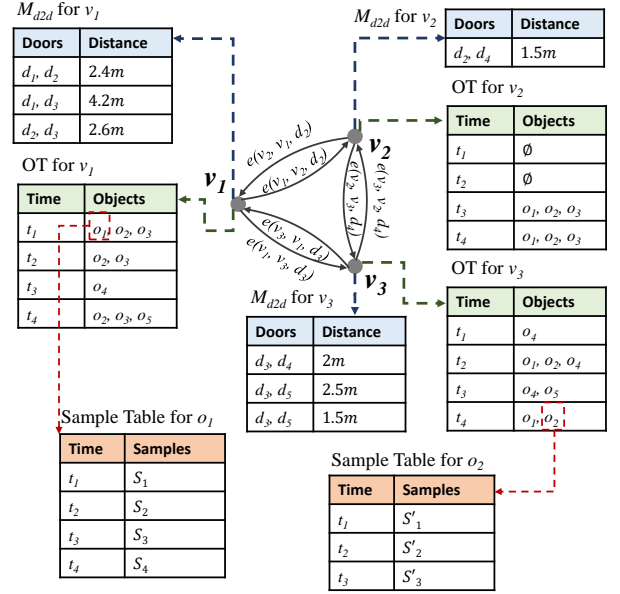 M_{d2d} for v_1
Doors Distance
d_1, d_2 2.4m
d_1, d_3 4.2m
d_2, d_3 2.6m
M_{d2d} for v_2
d_2, d_4 1.5m
OT for v_2
Time Objects
t_1 ∅
t_2 ∅
t_3 o_1, o_2, o_3
t_4 o_1, o_2, o_3
OT for v_1
Time Objects
t_1 o_1, o_2, o_3
t_2 o_2, o_3
t_3 o_4
t_4 o_2, o_3, o_5
v_1
v_2
v_3
e(v_2, v_1, d_2)
e(v_1, v_2, d_2)
e(v_2, v_3, d_4)
e(v_3, v_2, d_4)
e(v_3, v_1, d_3)
e(v_1, v_3, d_3)
OT for v_3
Time Objects
t_1 o_4
t_2 o_1, o_2, o_4
t_3 o_4, o_5
t_4 o_1, o_2
M_{d2d} for v_3
Doors Distance
d_3, d_4 2m
d_3, d_5 2.5m
d_3, d_5 1.5m
Sample Table for o_1
Time Samples
t_1 S_1
t_2 S_2
t_3 S_3
t_4 S_4
Sample Table for o_2
Time Samples
t_1 S'_1
t_2 S'_2
t_3 S'_3